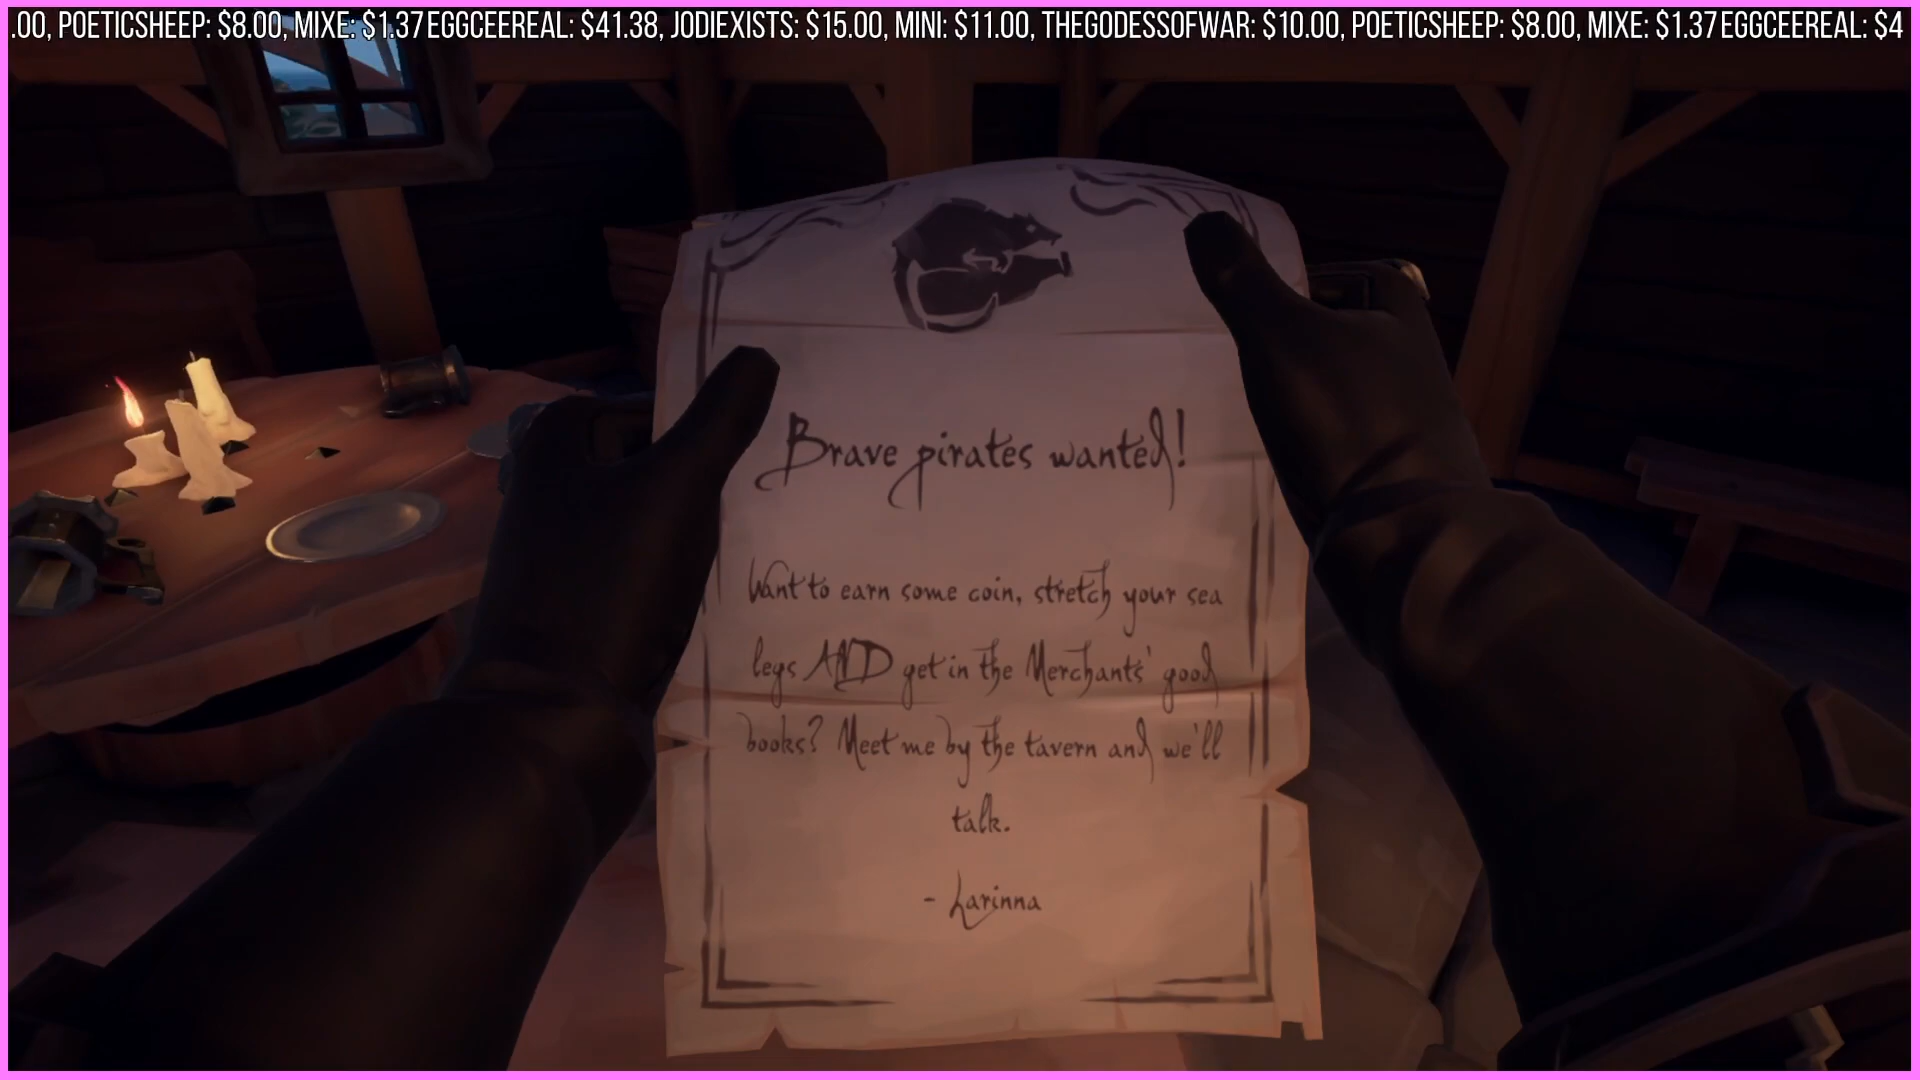 .00, POETICSHEEP: $8.00, MIXE: $1.37 EGGCEEREAL: $41.38, JODIEXISTS: $15.00, MINI: $11.00, THEGODESSOFWAR: $10.00, POETICSHEEP: $8.00, MIXE: $1.37 EGGCEEREAL: $4
Brave pirates wanted!
Want to earn some coin, stretch your sea
legs AND get in the Merchants' good
books? Meet me by the tavern and we'll
talk.
- Larinna